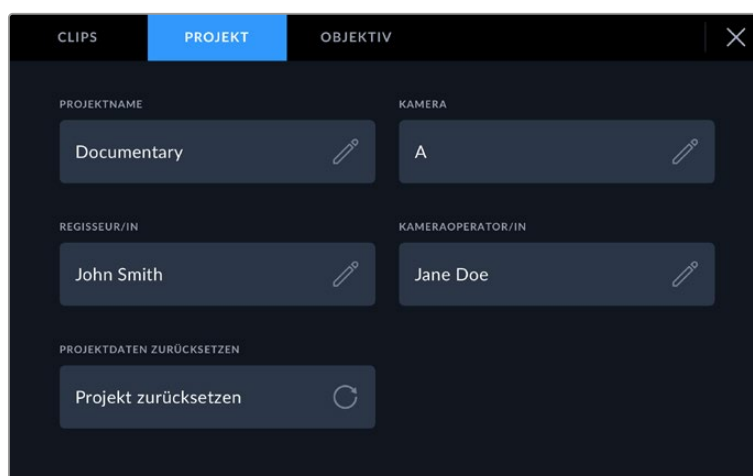 CLIPS PROJEKT OBJEKTIV
PROJEKTNAME KAMERA
Documentary A
REGISSEUR/IN KAMERAOPERATOR/IN
John Smith Jane Doe
PROJEKTDATEN ZURÜCKSETZEN
Projekt zurücksetzen